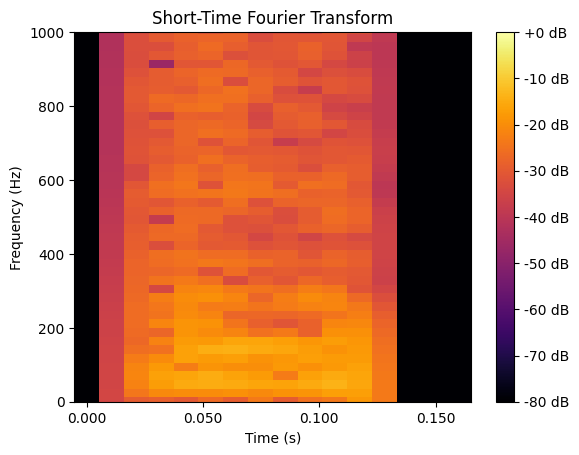 Short-Time Fourier Transform
1000
800
600
400
200
0
Frequency (Hz)
0.000
0.050
0.100
0.150
Time (s)
+0 dB
-10 dB
-20 dB
-30 dB
-40 dB
-50 dB
-60 dB
-70 dB
-80 dB